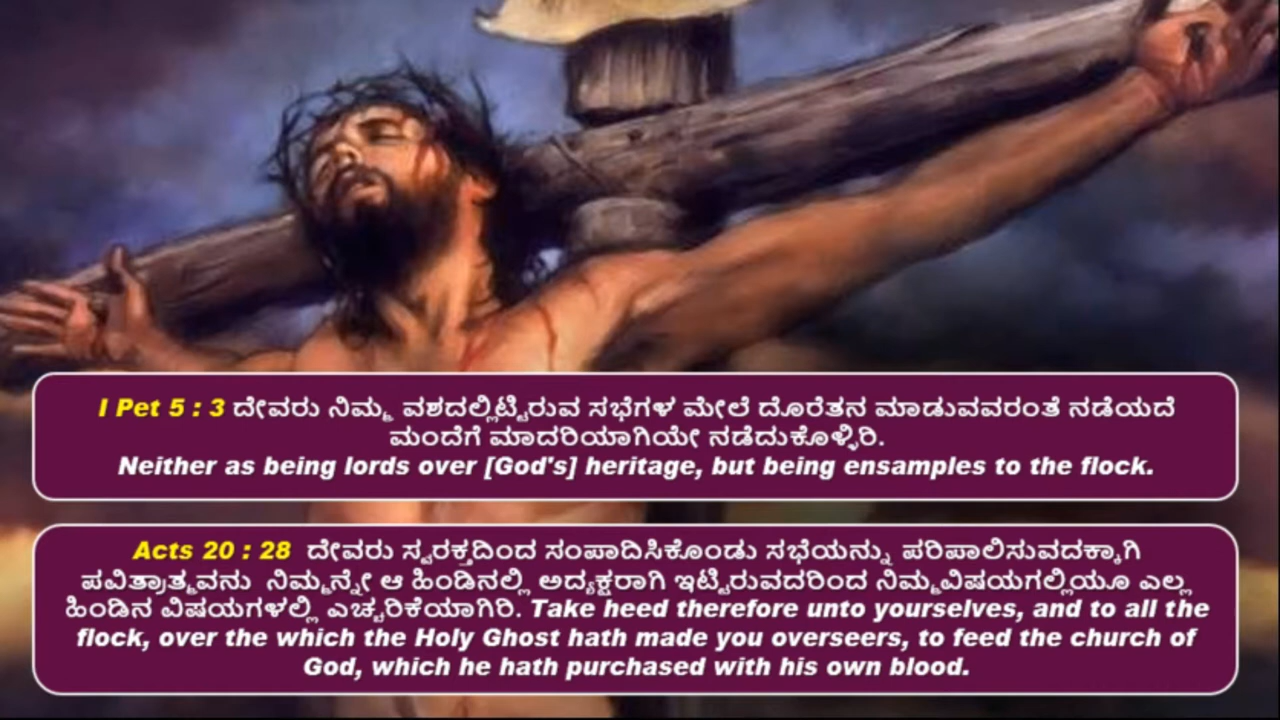 I Pet 5 : 3 ದೇವರು ನಿಮ್ಮ ವಶದಲ್ಲಿಟ್ಟಿರುವ ಸಭೆಗಳ ಮೇಲೆ ದೊರೆತನ ಮಾಡುವವರಂತೆ ನಡೆಯದೆ
ಮಂದೆಗೆ ಮಾದರಿಯಾಗಿಯೇ ನಡೆದುಕೊಳ್ಳಿರಿ.
Neither as being lords over [God's] heritage, but being ensamples to the flock.
Acts 20 : 28 ದೇವರು ಸ್ವರಕ್ತದಿಂದ ಸಂಪಾದಿಸಿಕೊಂಡು ಸಭೆಯನ್ನು ಪರಿಪಾಲಿಸುವದಕ್ಕಾಗಿ
ಪವಿತ್ರಾತ್ಮವನು ನಿಮ್ಮನ್ನೇ ಆ ಹಿಂಡಿನಲ್ಲಿ ಅದ್ಯಕ್ಷರಾಗಿ ಇಟ್ಟಿರುವದರಿಂದ ನಿಮ್ಮವಿಷಯಗಲ್ಲಿಯೂ ಎಲ್ಲ
ಹಿಂಡಿನ ವಿಷಯಗಳಲ್ಲಿ ಎಚ್ಚರಿಕೆಯಾಗಿರಿ. Take heed therefore unto yourselves, and to all the
flock, over the which the Holy Ghost hath made you overseers, to feed the church of
God, which he hath purchased with his own blood.